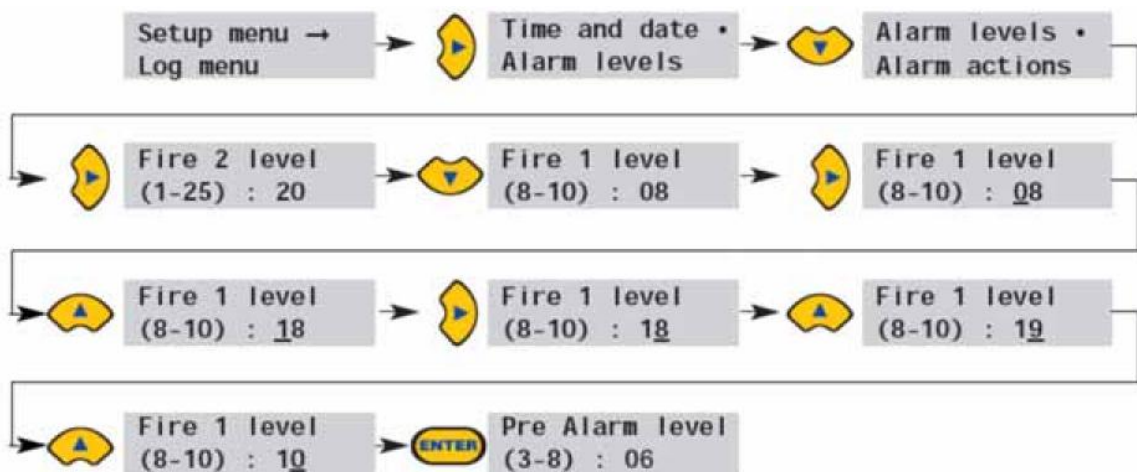 Setup menu →
Log menu
Time and date •
Alarm levels
Alarm levels •
Alarm actions
Fire 2 level
(1-25) : 20
Fire 1 level
(8-10) : 08
Fire 1 level
(8-10) : 08
Fire 1 level
(8-10) : 18
Fire 1 level
(8-10) : 18
Fire 1 level
(8-10) : 19
Fire 1 level
(8-10) : 10
ENTER
Pre Alarm level
(3-8) : 06